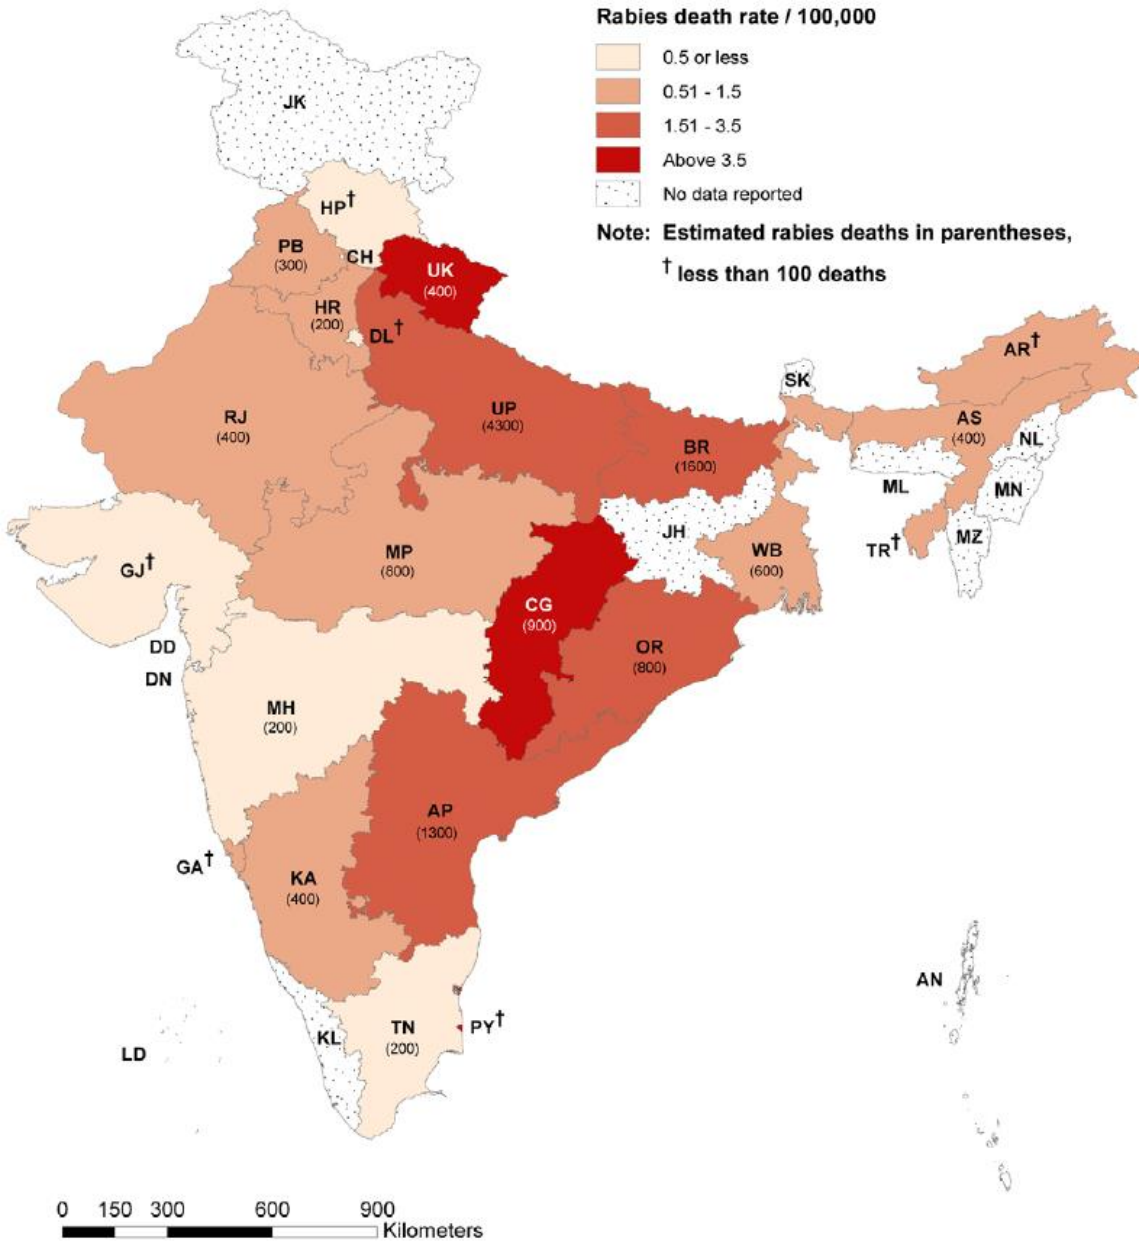 Rabies death rate / 100,000
0.5 or less
0.51 - 1.5
1.51 - 3.5
Above 3.5
No data reported
Note: Estimated rabies deaths in parentheses,
† less than 100 deaths
JK
HP†
PB
(300)
CH
UK
(400)
HR
(200)
DL†
AR†
SK
RJ
(400)
UP
(4300)
BR
(1600)
AS
(400)
NL
ML
MN
JH
WB
(600)
TR†
MZ
GJ†
MP
(800)
CG
(900)
OR
(800)
DD
DN
MH
(200)
AP
(1300)
GA†
KA
(400)
AN
PY†
TN
(200)
KL
LD
0 150 300 600 900
Kilometers